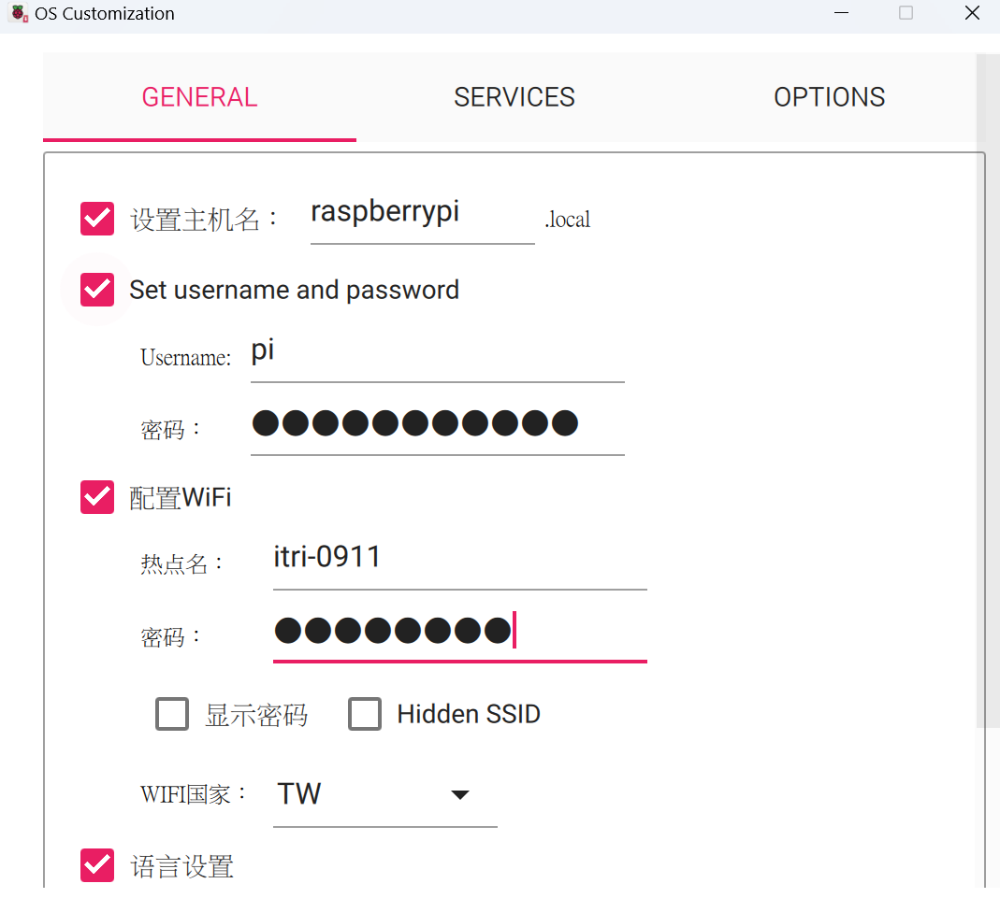 OS Customization
GENERAL SERVICES OPTIONS
设置主机名： raspberrypi .local
Set username and password
Username: pi
密码： ●●●●●●●●●●●
配置WiFi
热点名： itri-0911
密码： ●●●●●●●●
显示密码 Hidden SSID
WIFI国家： TW
语言设置